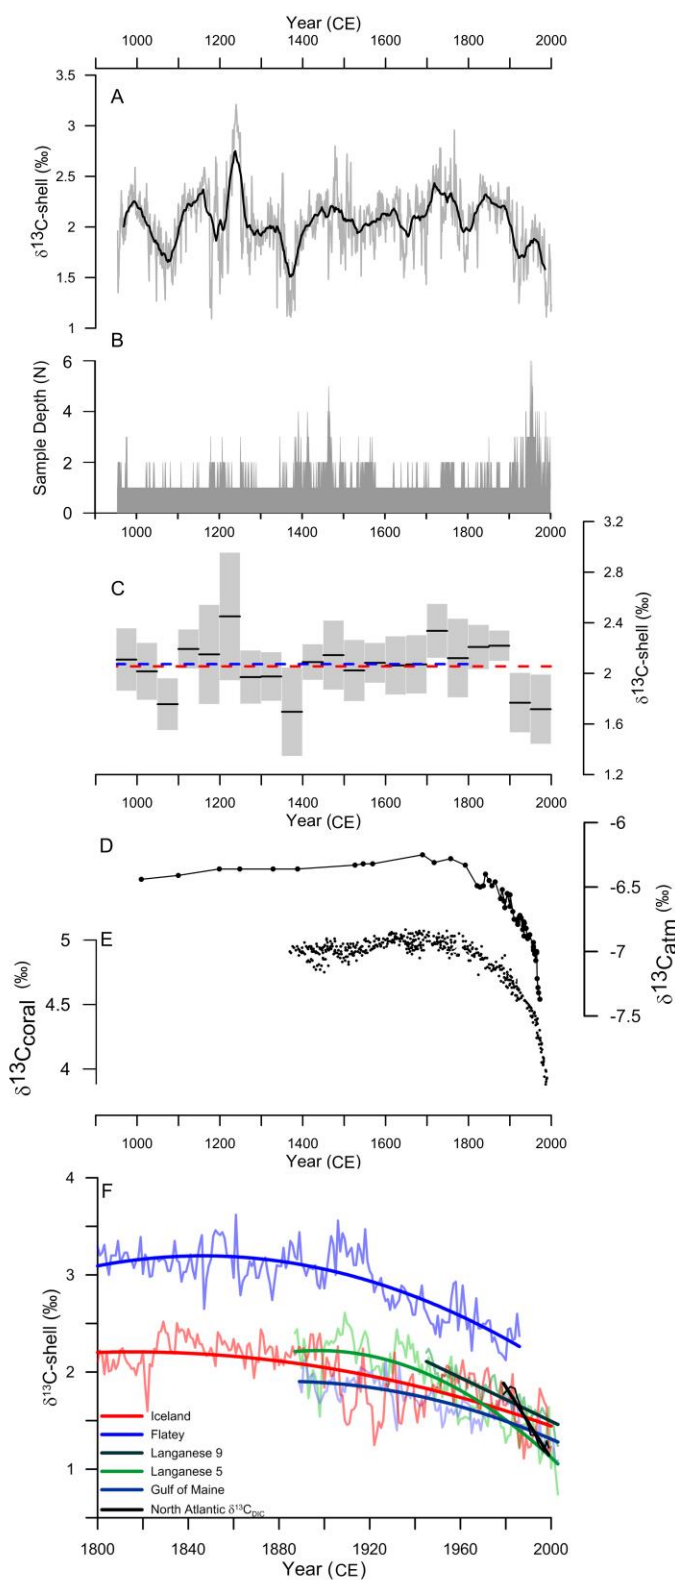 Year (CE)
1000 1200 1400 1600 1800 2000
3.5
A
3
2.5
2
1.5
1
δ13C-shell (‰)
B
6
4
2
0
Sample Depth (N)
1000 1200 1400 1600 1800 2000
C
3.2
2.8
2.4
2
1.6
1.2
δ13C-shell (‰)
1000 1200 1400 1600 1800 2000
Year (CE)
D
-6
-6.5
-7
-7.5
δ13Catm (‰)
E
5
4.5
4
δ13Ccoral (‰)
1000 1200 1400 1600 1800 2000
Year (CE)
F
4
3
2
1
δ13C-shell (‰)
Iceland
Flatey
Langanese 9
Langanese 5
Gulf of Maine
North Atlantic δ13CDIC
1800 1840 1880 1920 1960 2000
Year (CE)